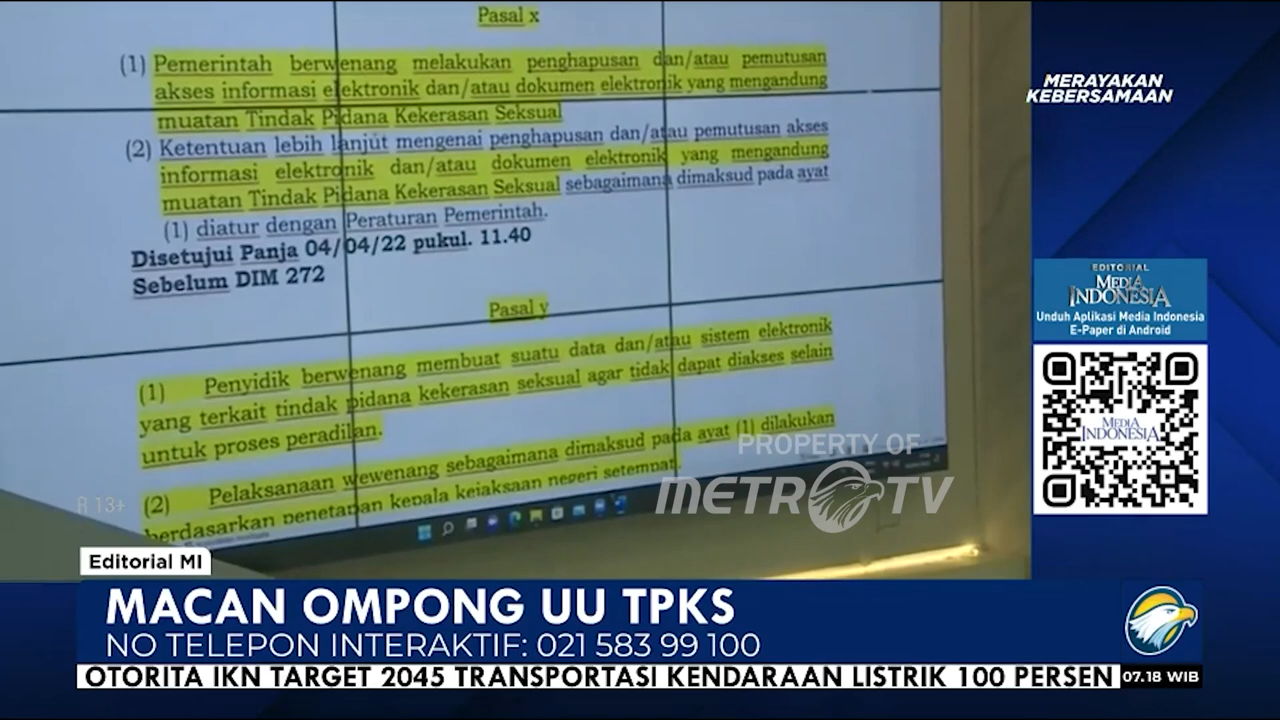 Pasal x
(1) Pemerintah berwenang melakukan penghapusan dan/atau pemutusan
akses informasi elektronik dan/atau dokumen elektronik yang mengandung
muatan Tindak Pidana Kekerasan Seksual
(2) Ketentuan lebih lanjut mengenai penghapusan dan/atau pemutusan akses
informasi elektronik dan/atau dokumen elektronik yang mengandung
muatan Tindak Pidana Kekerasan Seksual sebagaimana dimaksud pada ayat
(1) diatur dengan Peraturan Pemerintah.
Disetujui Panja 04/04/22 pukul. 11.40
Sebelum DIM 272
Pasal y
(1) Penyidik berwenang membuat suatu data dan/atau sistem elektronik
yang terkait tindak pidana kekerasan seksual agar tidak dapat diakses selain
untuk proses peradilan.
(2) Pelaksanaan wewenang sebagaimana dimaksud pada ayat (1) dilakukan
berdasarkan penetapan kepala kejaksaan negeri setempat.
MERAYAKAN
KEBERSAMAAN
EDITORIAL
MEDIA
INDONESIA
Unduh Aplikasi Media Indonesia
E-Paper di Android
MEDIA
INDONESIA
PROPERTY OF
METRO TV
R 13+
Editorial MI
MACAN OMPONG UU TPKS
NO TELEPON INTERAKTIF: 021 583 99 100
OTORITA IKN TARGET 2045 TRANSPORTASI KENDARAAN LISTRIK 100 PERSEN
07.18 WIB